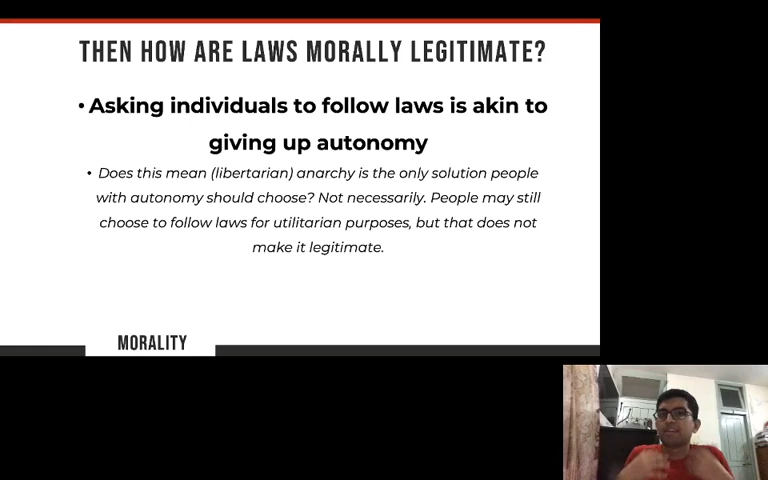 THEN HOW ARE LAWS MORALLY LEGITIMATE?
• Asking individuals to follow laws is akin to
giving up autonomy
• Does this mean (libertarian) anarchy is the only solution people
with autonomy should choose? Not necessarily. People may still
choose to follow laws for utilitarian purposes, but that does not
make it legitimate.
MORALITY